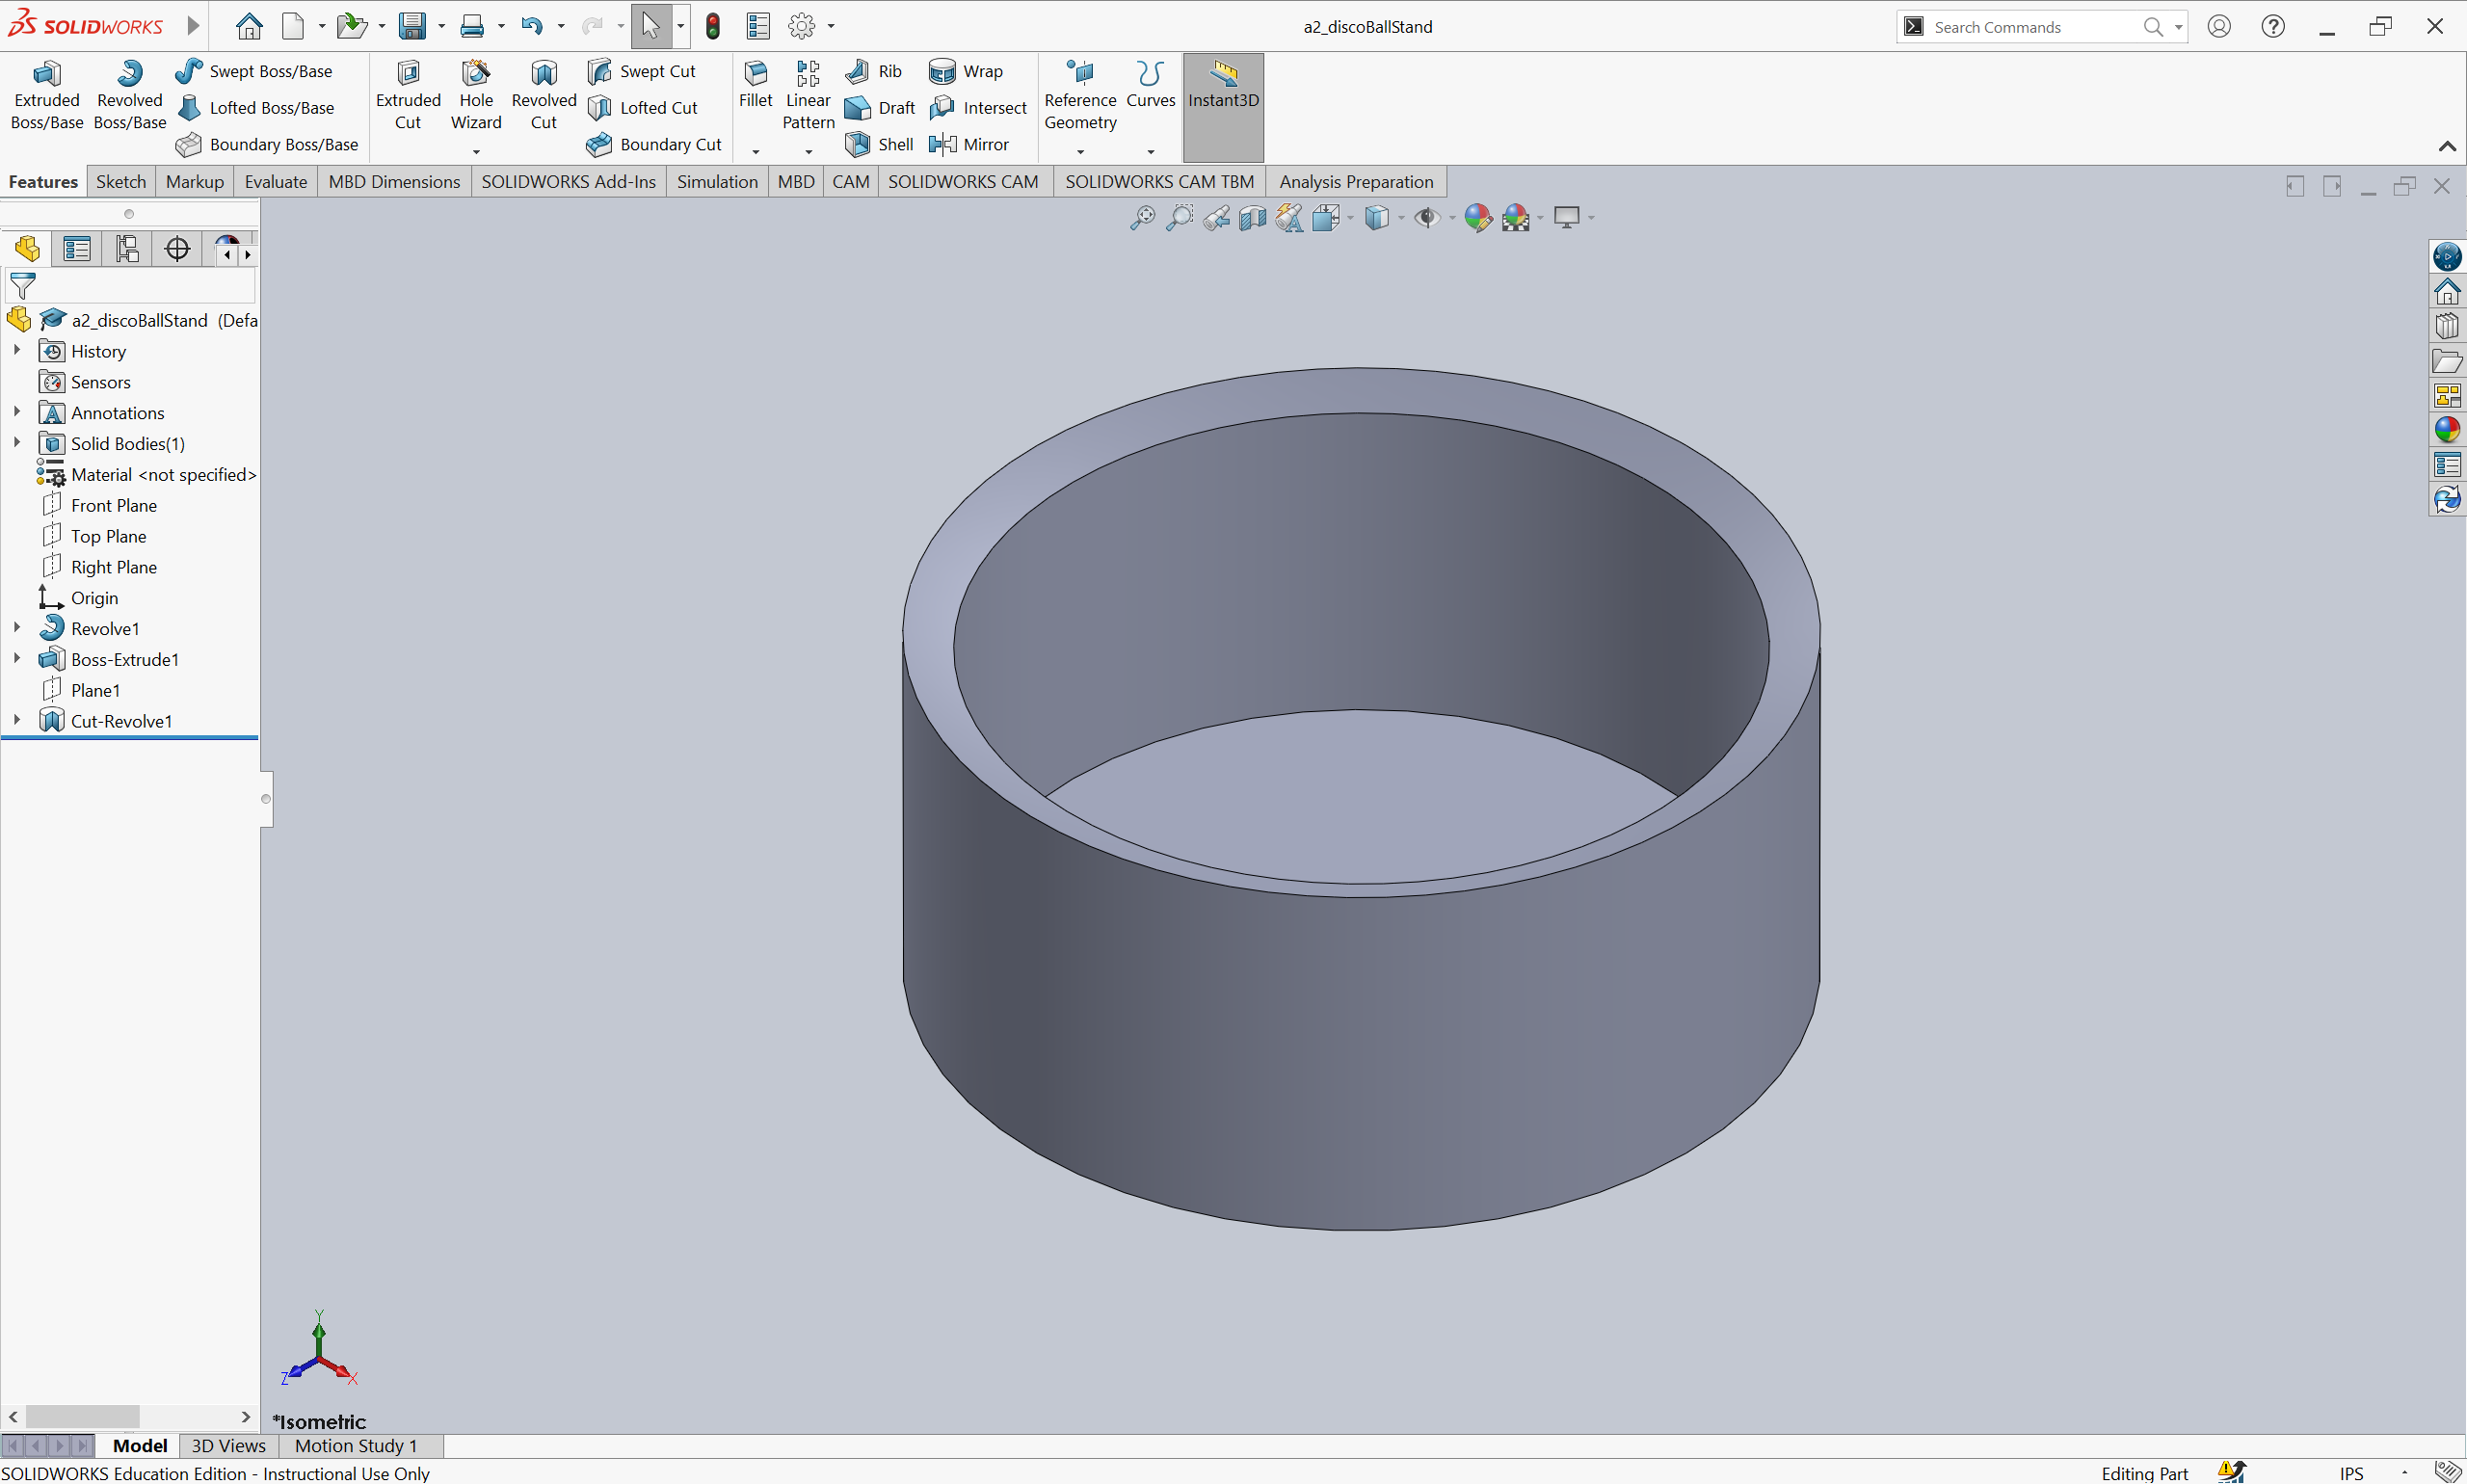 SOLIDWORKS
a2_discoBallStand
Search Commands
Extruded Boss/Base
Revolved Boss/Base
Swept Boss/Base
Lofted Boss/Base
Boundary Boss/Base
Extruded Cut
Hole Wizard
Revolved Cut
Swept Cut
Lofted Cut
Boundary Cut
Fillet
Linear Pattern
Rib
Draft
Shell
Wrap
Intersect
Mirror
Reference Geometry
Curves
Instant3D
Features
Sketch
Markup
Evaluate
MBD Dimensions
SOLIDWORKS Add-Ins
Simulation
MBD
CAM
SOLIDWORKS CAM
SOLIDWORKS CAM TBM
Analysis Preparation
a2_discoBallStand (Defa
History
Sensors
Annotations
Solid Bodies(1)
Material <not specified>
Front Plane
Top Plane
Right Plane
Origin
Revolve1
Boss-Extrude1
Plane1
Cut-Revolve1
Y
Z
X
*Isometric
Model
3D Views
Motion Study 1
SOLIDWORKS Education Edition - Instructional Use Only
Editing Part
IPS